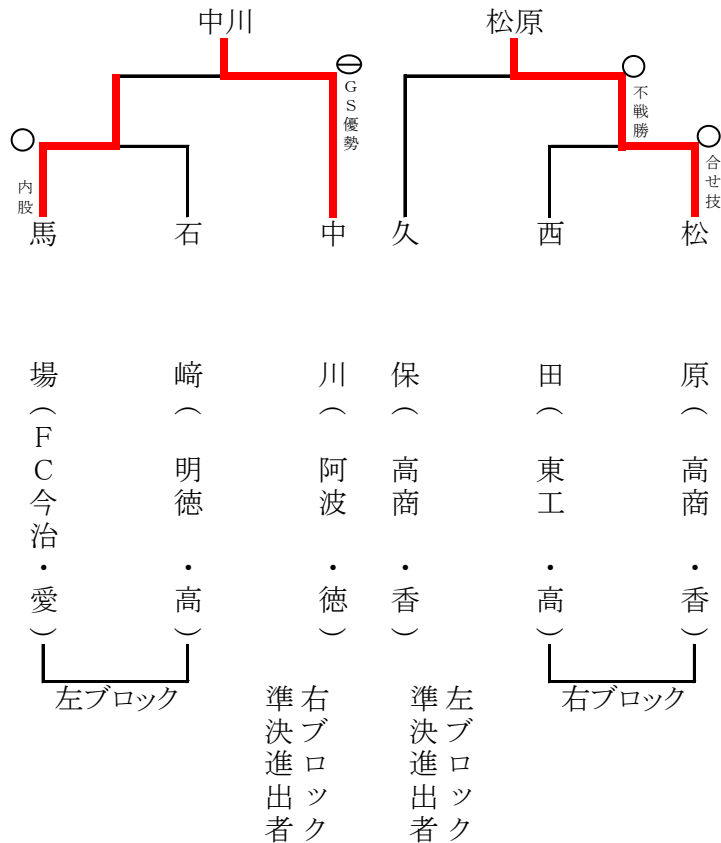 中川
松原
GS優勢
不戦勝
内股
合せ技
馬場(FC今治・愛)
石﨑(明徳・高)
中川(阿波・徳)
久保(高商・香)
西田(東工・高)
松原(高商・香)
左ブロック
右ブロック
準決進出者
左ブロック
準決進出者
右ブロック